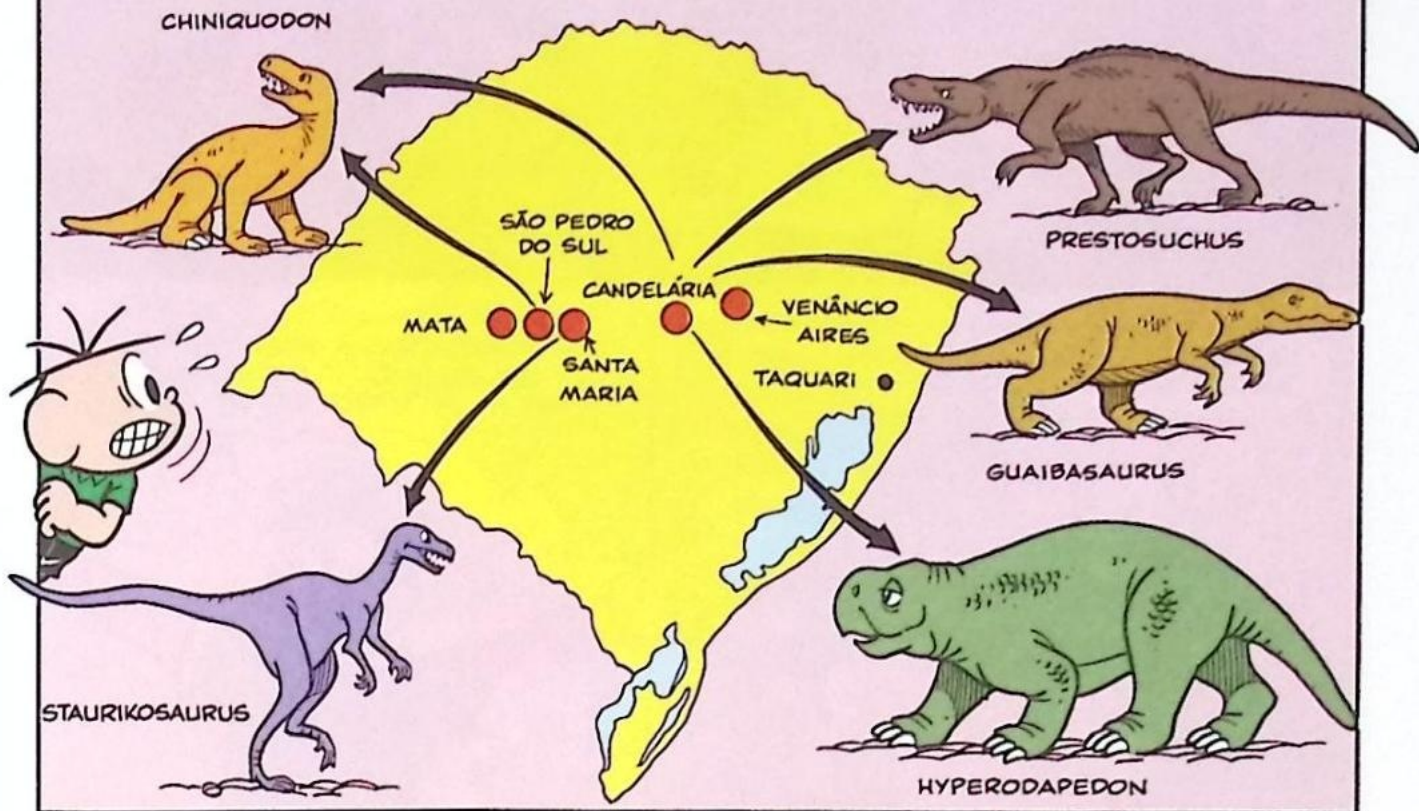 CHINIQUODON
PRESTOSUCHUS
SÃO PEDRO
DO SUL
CANDELÁRIA
MATA
VENÂNCIO
AIRES
SANTA
MARIA
TAQUARI
GUAIBASAURUS
STAURIKOSAURUS
HYPERODAPEDON